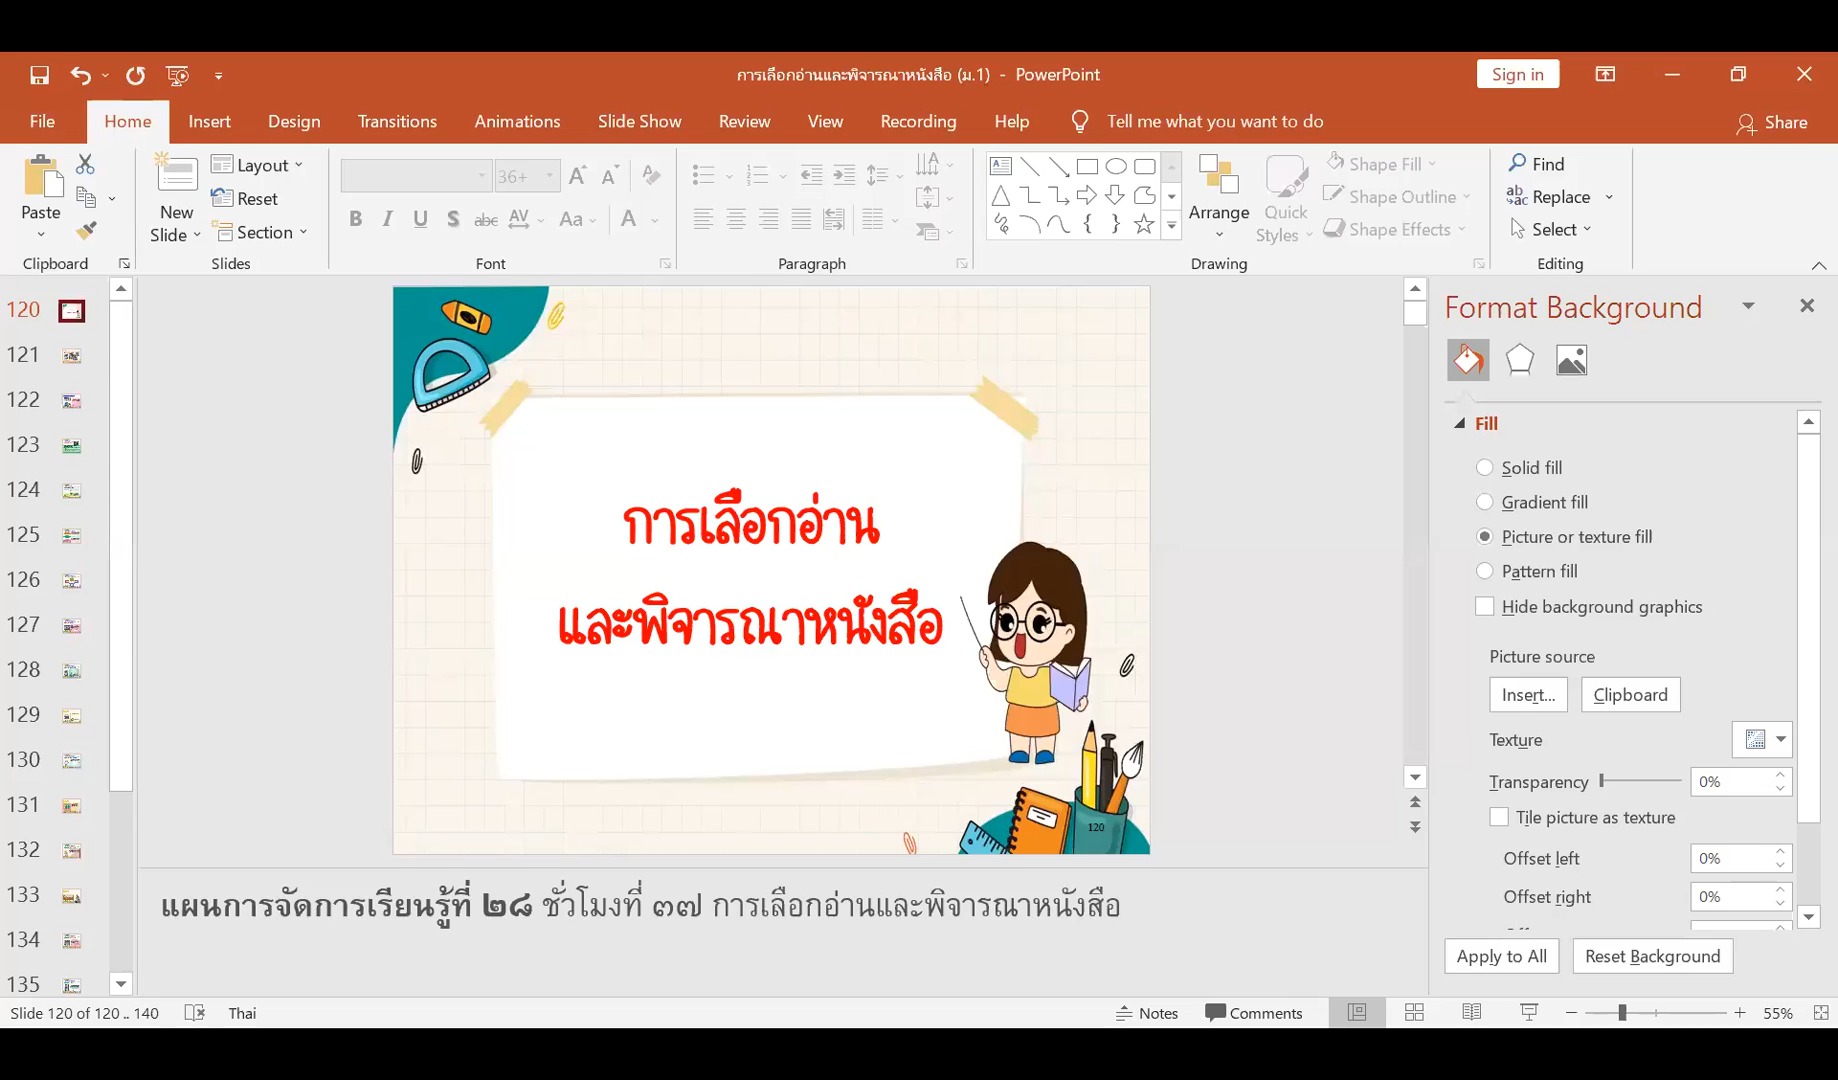 การเลือกอ่านและพิจารณาหนังสือ (ม.1) - PowerPoint
Sign in
File Home Insert Design Transitions Animations Slide Show Review View Recording Help Tell me what you want to do Share
Paste
Clipboard
New Slide
Layout
Reset
Section
Slides
36+
B I U S abc AV Aa A
Font
Paragraph
Arrange
Quick Styles
Shape Fill
Shape Outline
Shape Effects
Drawing
Find
Replace
Select
Editing
120
121
122
123
124
125
126
127
128
129
130
131
132
133
134
135
การเลือกอ่าน
และพิจารณาหนังสือ
120
แผนการจัดการเรียนรู้ที่ ๒๘ ชั่วโมงที่ ๓๗ การเลือกอ่านและพิจารณาหนังสือ
Format Background
Fill
Solid fill
Gradient fill
Picture or texture fill
Pattern fill
Hide background graphics
Picture source
Insert... Clipboard
Texture
Transparency 0%
Tile picture as texture
Offset left 0%
Offset right 0%
Apply to All Reset Background
Slide 120 of 120 .. 140 Thai Notes Comments 55%